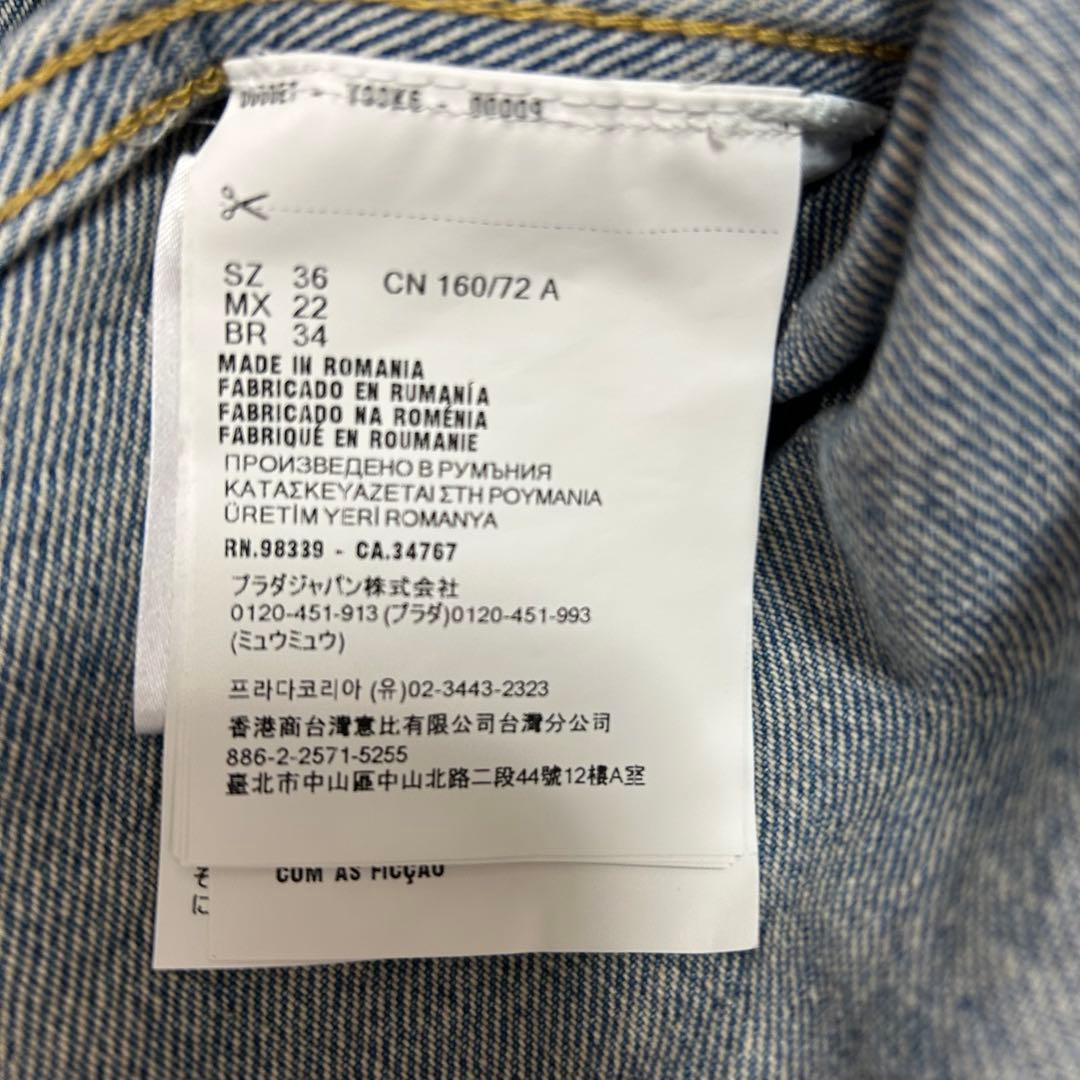 SZ 36 CN 160/72 A
MX 22
BR 34
MADE IN ROMANIA
FABRICADO EN RUMANÍA
FABRICADO NA ROMÉNIA
FABRIQUÉ EN ROUMANIE
ПРОИЗВЕДЕНО В РУМЪНИЯ
ΚΑΤΑΣΚΕΥΑΖΕΤΑΙ ΣΤΗ ΡΟΥΜΑΝΙΑ
ÜRETİM YERİ ROMANYA
RN.98339 - CA.34767
プラダジャパン株式会社
0120-451-913 (プラダ)0120-451-993
(ミュウミュウ)
프라다코리아 (유)02-3443-2323
香港商台灣惠比有限公司台灣分公司
886-2-2571-5255
臺北市中山區中山北路二段44號12樓A室
そ
に
COM AS FICÇAO